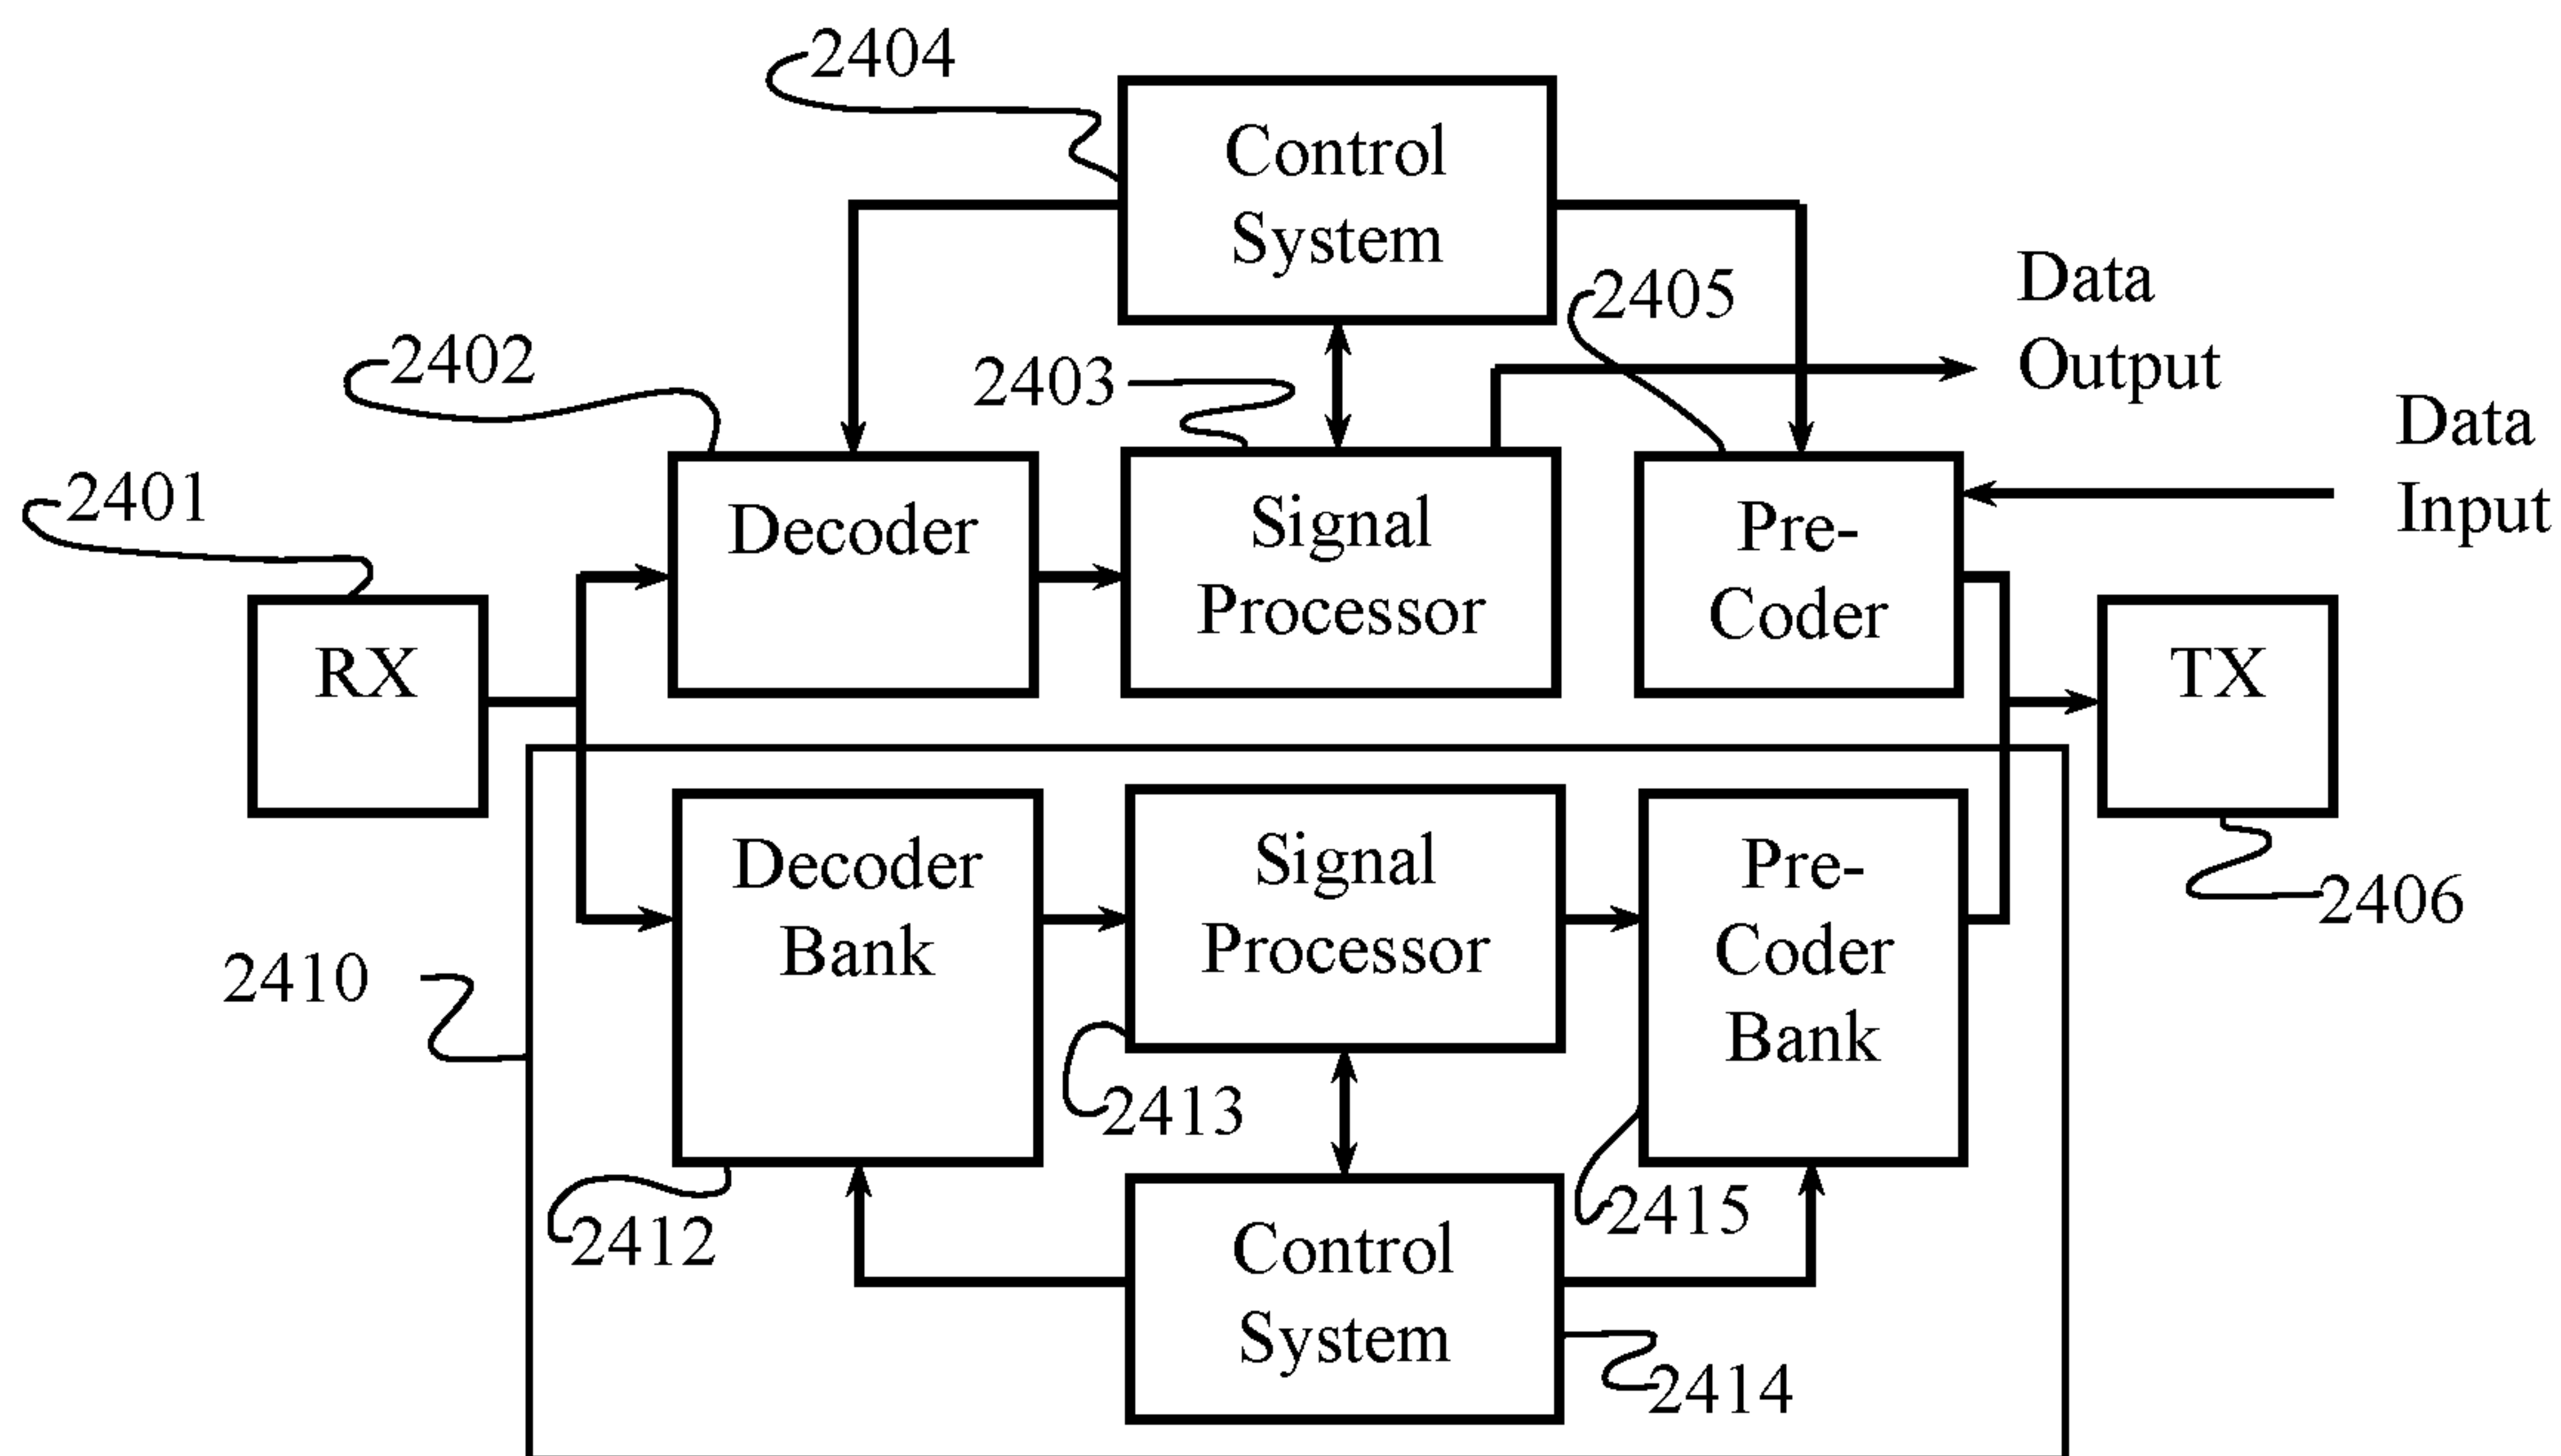 2404
Control
System
2405
Data
Output
2402
2403
Data
Input
2401
Decoder
Signal
Processor
Pre-
Coder
RX
TX
Decoder
Bank
Signal
Processor
Pre-
Coder
Bank
2406
2410
2413
2412
2415
Control
System
2414